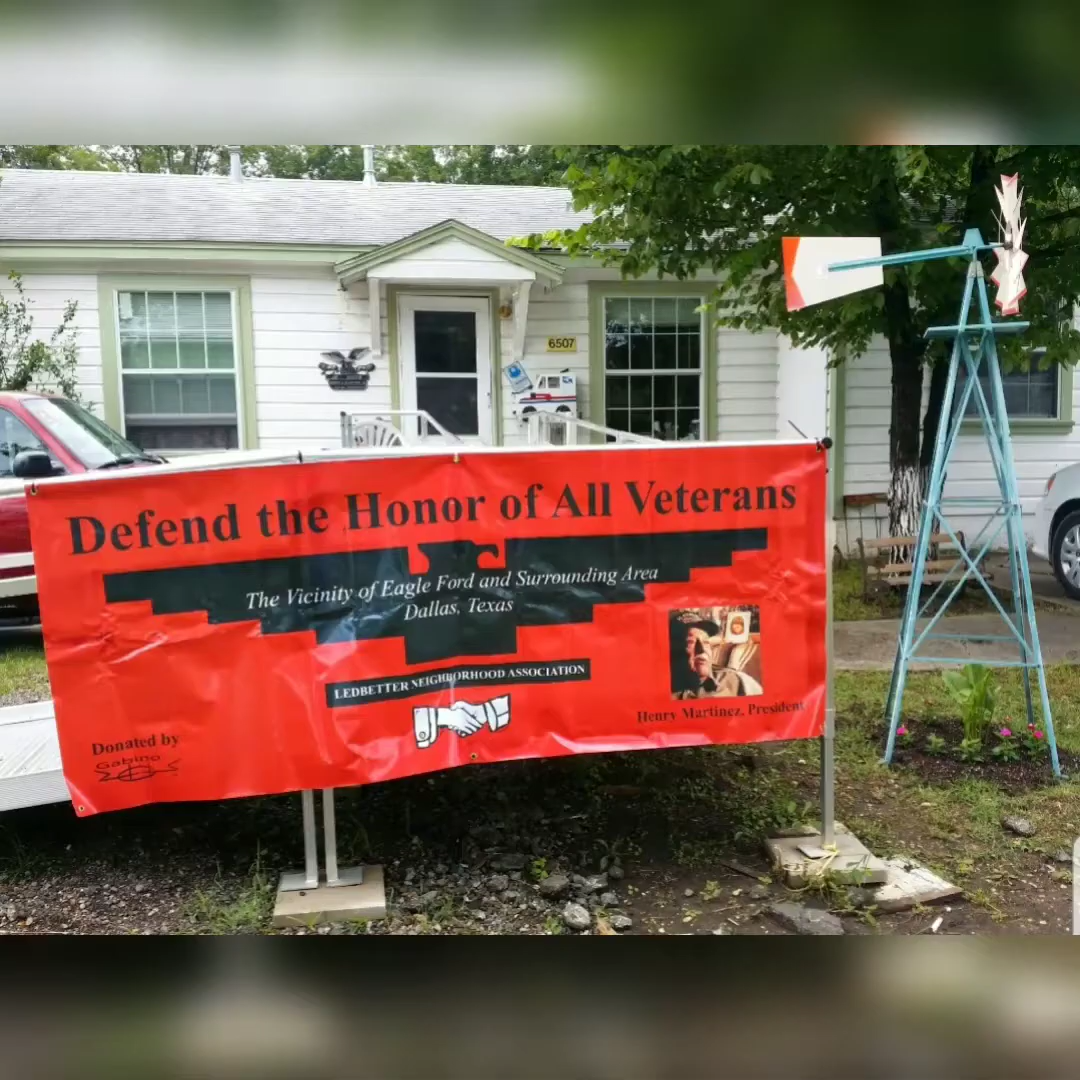 6507
Defend the Honor of All Veterans
The Vicinity of Eagle Ford and Surrounding Area
Dallas, Texas
LEDBETTER NEIGHBORHOOD ASSOCIATION
Henry Martinez, President
Donated by
Gabino